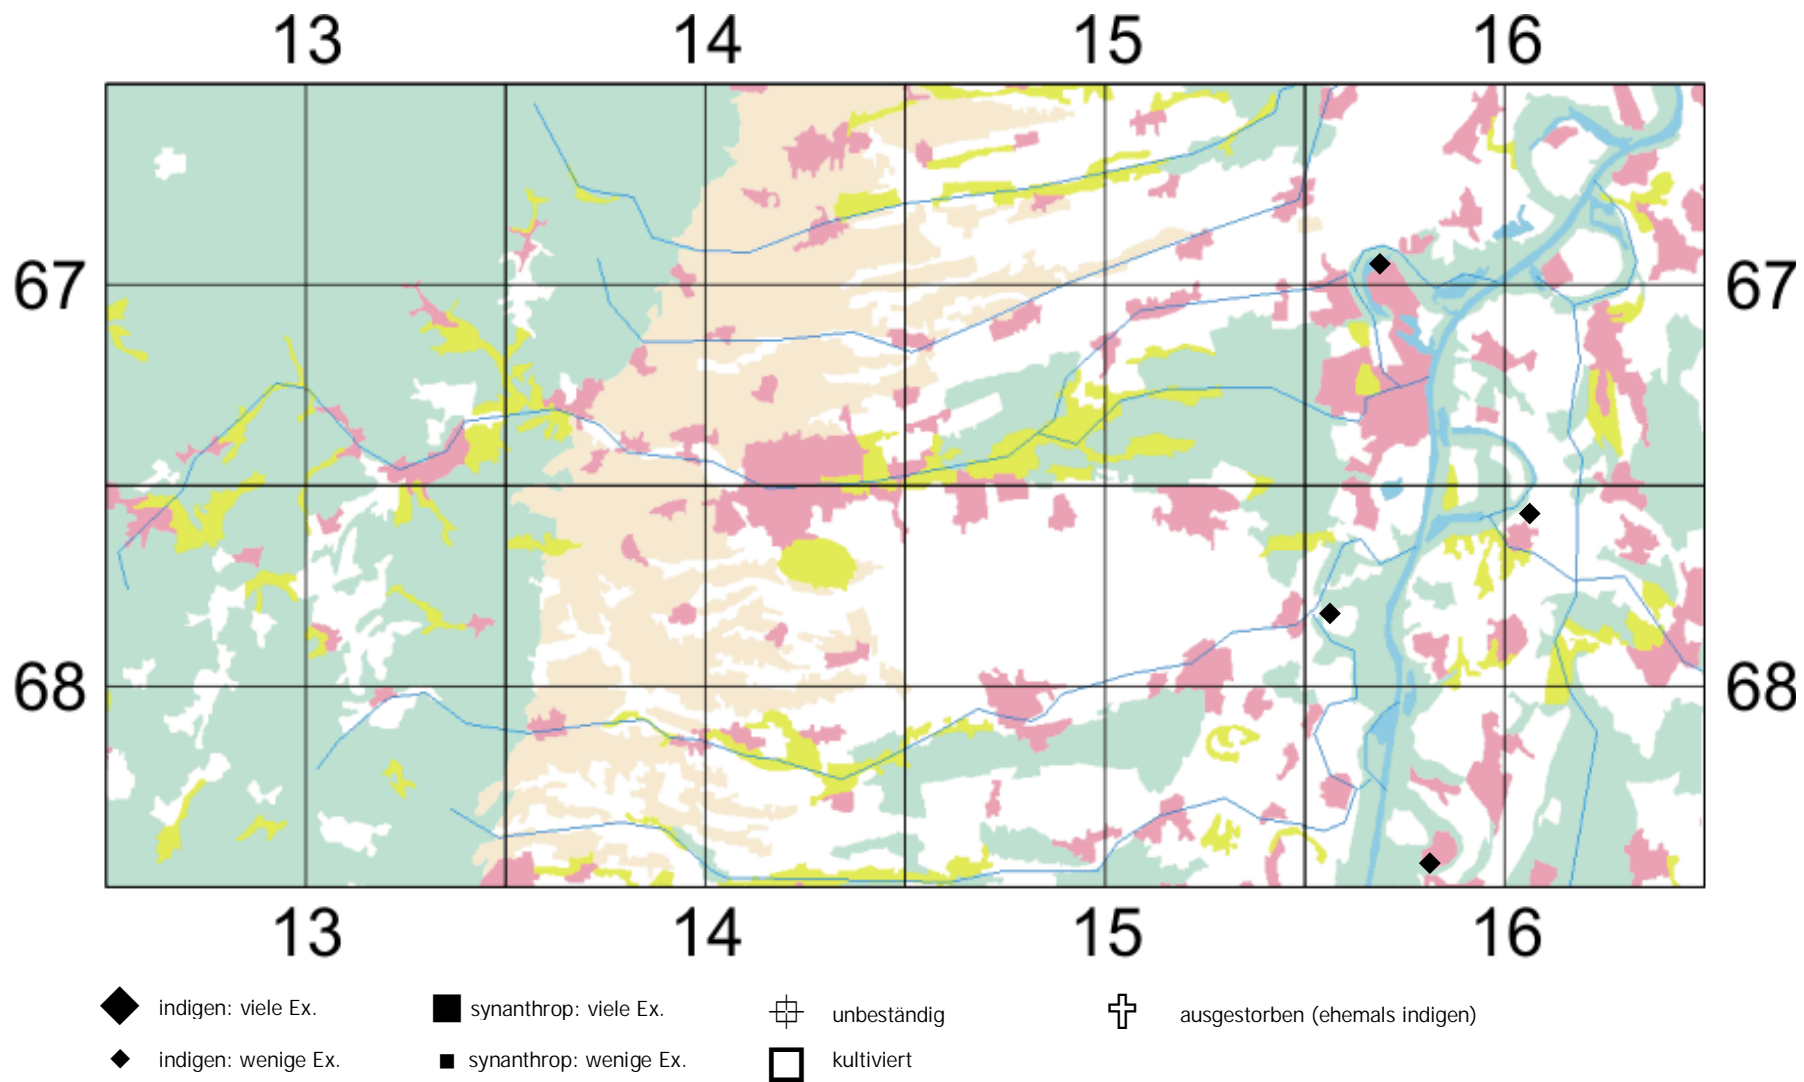 13 14 15 16
67 67
68 68
13 14 15 16
indigen: viele Ex. synanthrop: viele Ex. unbeständig ausgestorben (ehemals indigen)
indigen: wenige Ex. synanthrop: wenige Ex. kultiviert